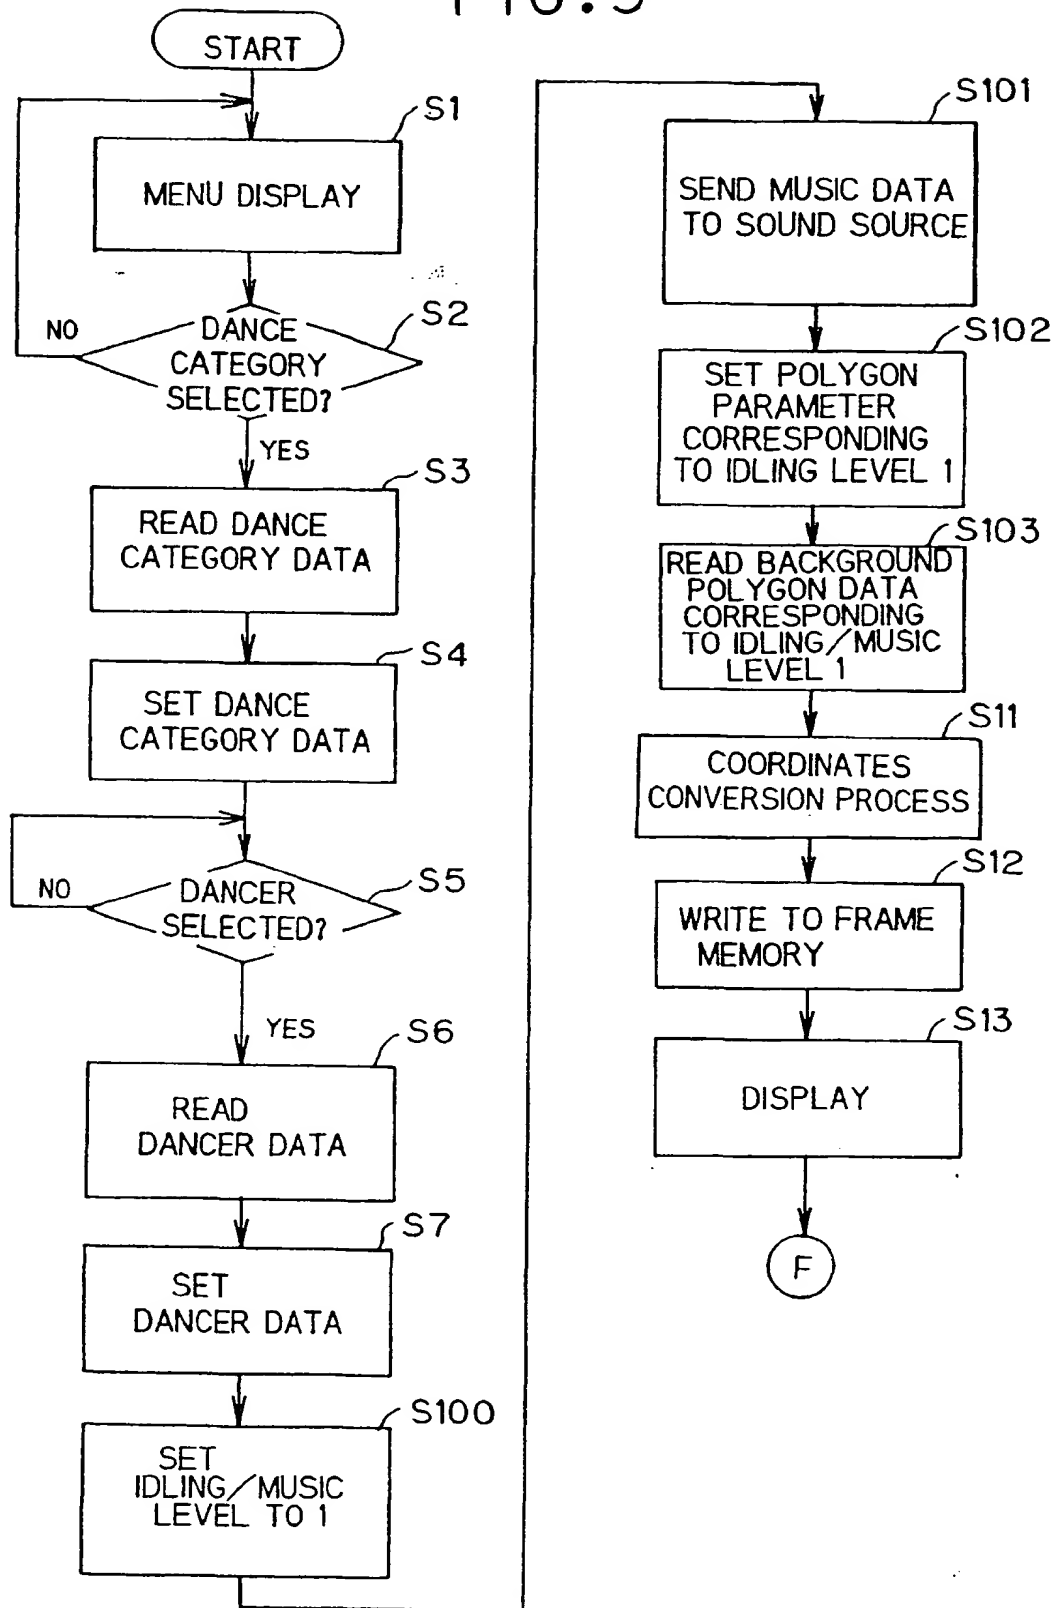 START
S1
MENU DISPLAY
S2
NO
DANCE
CATEGORY
SELECTED?
YES
S3
READ DANCE
CATEGORY DATA
S4
SET DANCE
CATEGORY DATA
S5
NO
DANCER
SELECTED?
YES
S6
READ
DANCER DATA
S7
SET
DANCER DATA
S100
SET
IDLING/MUSIC
LEVEL TO 1
S101
SEND MUSIC DATA
TO SOUND SOURCE
S102
SET POLYGON
PARAMETER
CORRESPONDING
TO IDLING LEVEL 1
S103
READ BACKGROUND
POLYGON DATA
CORRESPONDING
TO IDLING/MUSIC
LEVEL 1
S11
COORDINATES
CONVERSION PROCESS
S12
WRITE TO FRAME
MEMORY
S13
DISPLAY
F